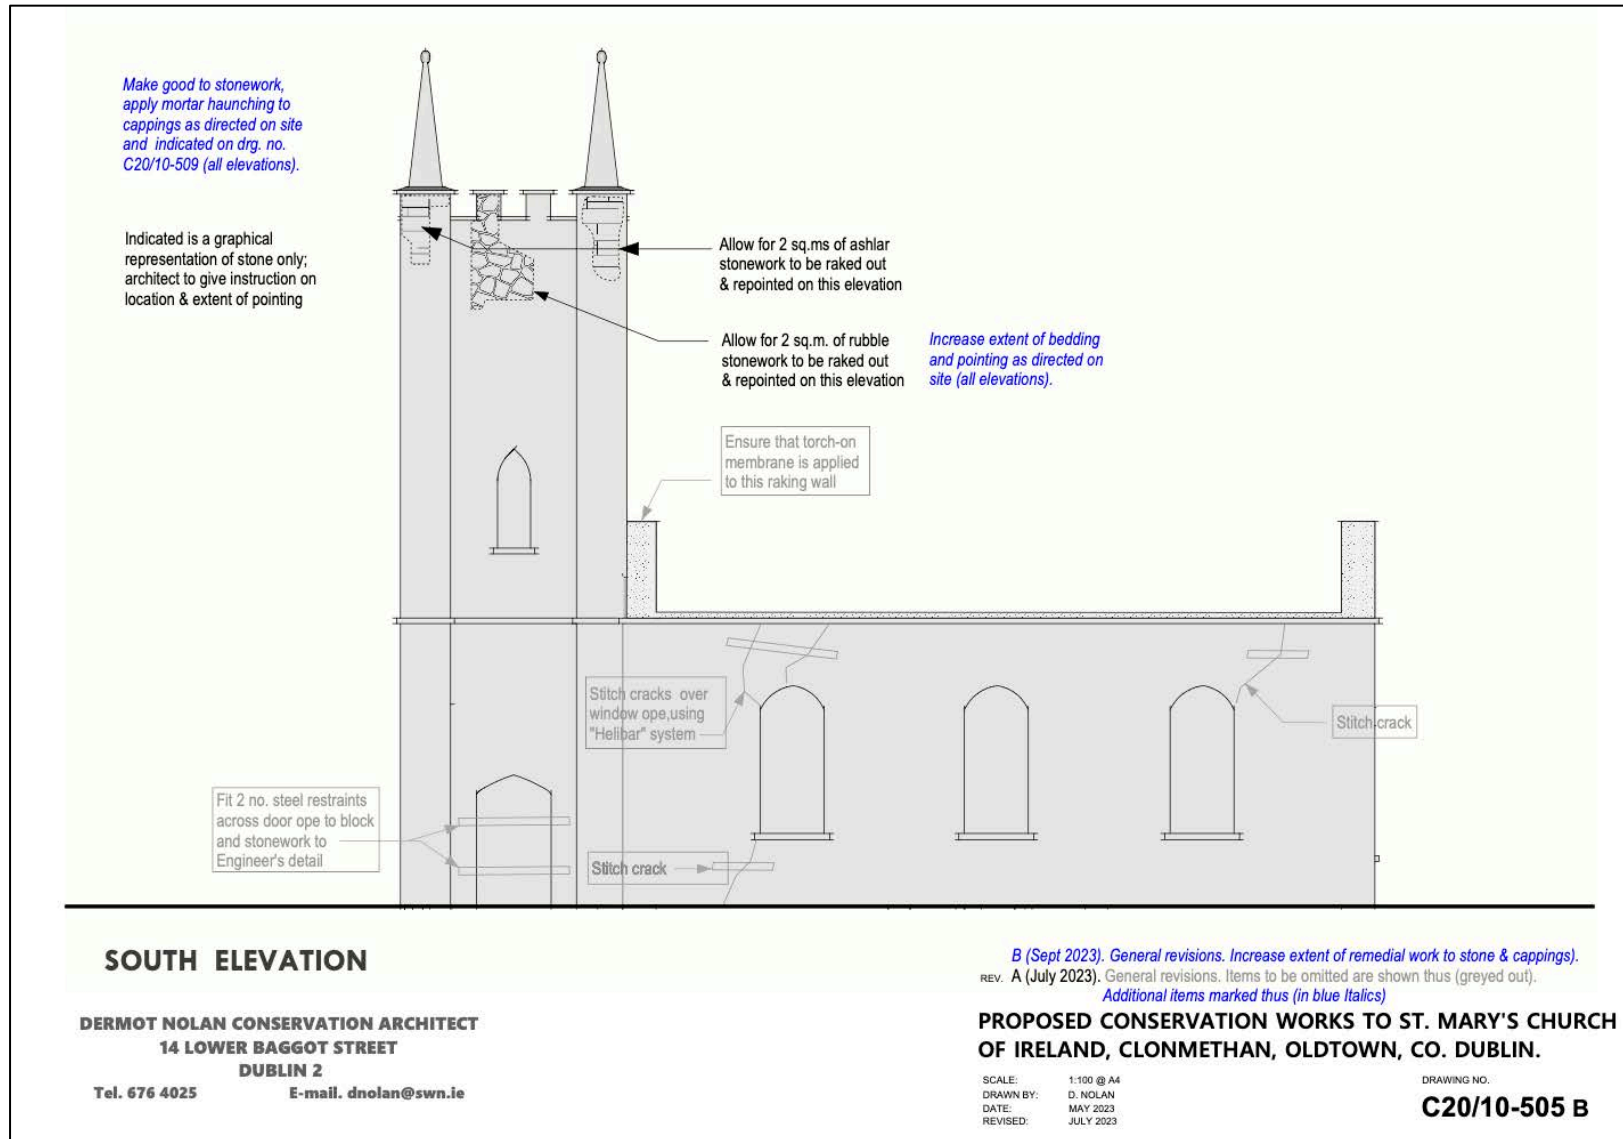 Make good to stonework,
apply mortar haunching to
cappings as directed on site
and indicated on drg. no.
C20/10-509 (all elevations).
Indicated is a graphical
representation of stone only;
architect to give instruction on
location & extent of pointing
Allow for 2 sq.ms of ashlar
stonework to be raked out
& repointed on this elevation
Allow for 2 sq.m. of rubble
stonework to be raked out
& repointed on this elevation
Increase extent of bedding
and pointing as directed on
site (all elevations).
Ensure that torch-on
membrane is applied
to this raking wall
Stitch cracks over
window ope,using
"Helibar" system
Stitch crack
Fit 2 no. steel restraints
across door ope to block
and stonework to
Engineer's detail
Stitch crack
SOUTH ELEVATION
B (Sept 2023). General revisions. Increase extent of remedial work to stone & cappings).
REV. A (July 2023). General revisions. Items to be omitted are shown thus (greyed out).
Additional items marked thus (in blue Italics)
DERMOT NOLAN CONSERVATION ARCHITECT
14 LOWER BAGGOT STREET
DUBLIN 2
Tel. 676 4025 E-mail. dnolan@swn.ie
PROPOSED CONSERVATION WORKS TO ST. MARY'S CHURCH
OF IRELAND, CLONMETHAN, OLDTOWN, CO. DUBLIN.
SCALE: 1:100 @ A4
DRAWN BY: D. NOLAN
DATE: MAY 2023
REVISED: JULY 2023
DRAWING NO.
C20/10-505 B